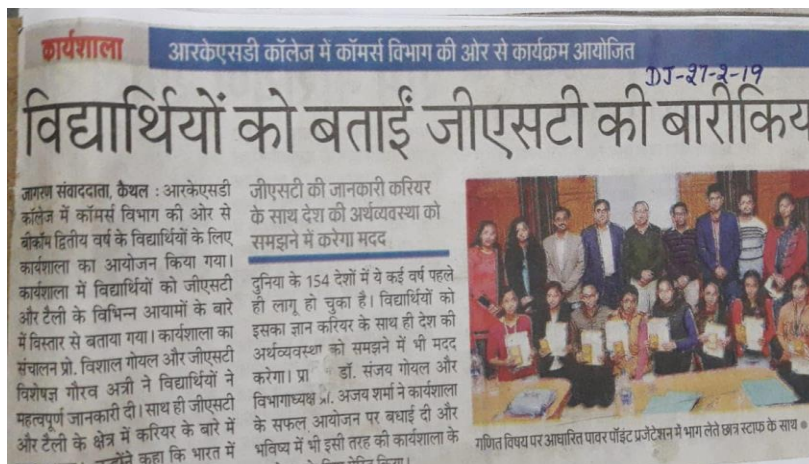 कार्यशाला
आरकेएसडी कॉलेज में कॉमर्स विभाग की ओर से कार्यक्रम आयोजित
DJ-27-2-19
विद्यार्थियों को बताईं जीएसटी की बारीकिय
जागरण संवाददाता, कैथल : आरकेएसडी
कॉलेज में कॉमर्स विभाग की ओर से
बीकॉम द्वितीय वर्ष के विद्यार्थियों के लिए
कार्यशाला का आयोजन किया गया।
कार्यशाला में विद्यार्थियों को जीएसटी
और टैली के विभिन्न आयामों के बारे
में विस्तार से बताया गया। कार्यशाला का
संचालन प्रो. विशाल गोयल और जीएसटी
विशेषज्ञ गौरव अत्री ने विद्यार्थियों ने
महत्वपूर्ण जानकारी दी। साथ ही जीएसटी
और टैली के क्षेत्र में करियर के बारे में
कहा कि भारत में
जीएसटी की जानकारी करियर
के साथ देश की अर्थव्यवस्था को
समझने में करेगा मदद
दुनिया के 154 देशों में ये कई वर्ष पहले
ही लागू हो चुका है। विद्यार्थियों को
इसका ज्ञान करियर के साथ ही देश की
अर्थव्यवस्था को समझने में भी मदद
करेगा। प्रा डॉ. संजय गोयल और
विभागाध्यक्ष प्रो. अजय शर्मा ने कार्यशाला
के सफल आयोजन पर बधाई दी और
भविष्य में भी इसी तरह की कार्यशाला के
गणित विषय पर आधारित पावर पॉइंट प्रजेंटेशन में भाग लेते छात्र स्टाफ के साथ ●